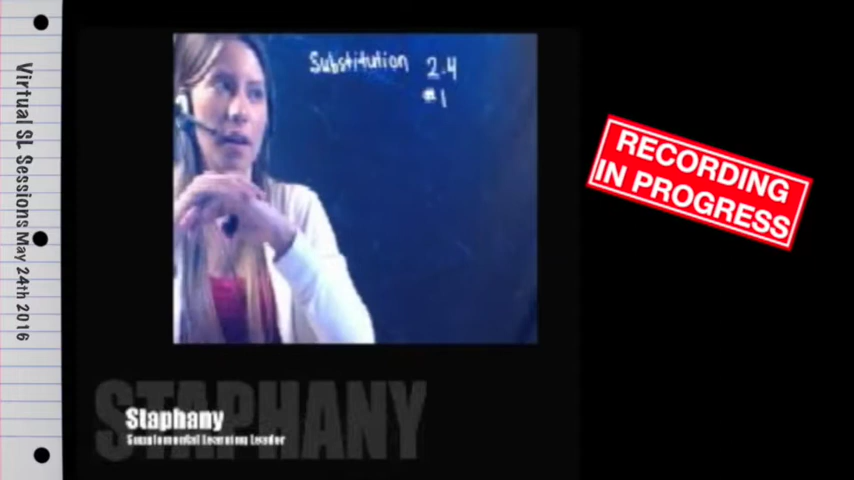 Virtual SL Sessions May 24th 2016
Substitution 2.4
#1
RECORDING
IN PROGRESS
STAPHANY
Staphany
Supplemental Learning Leader